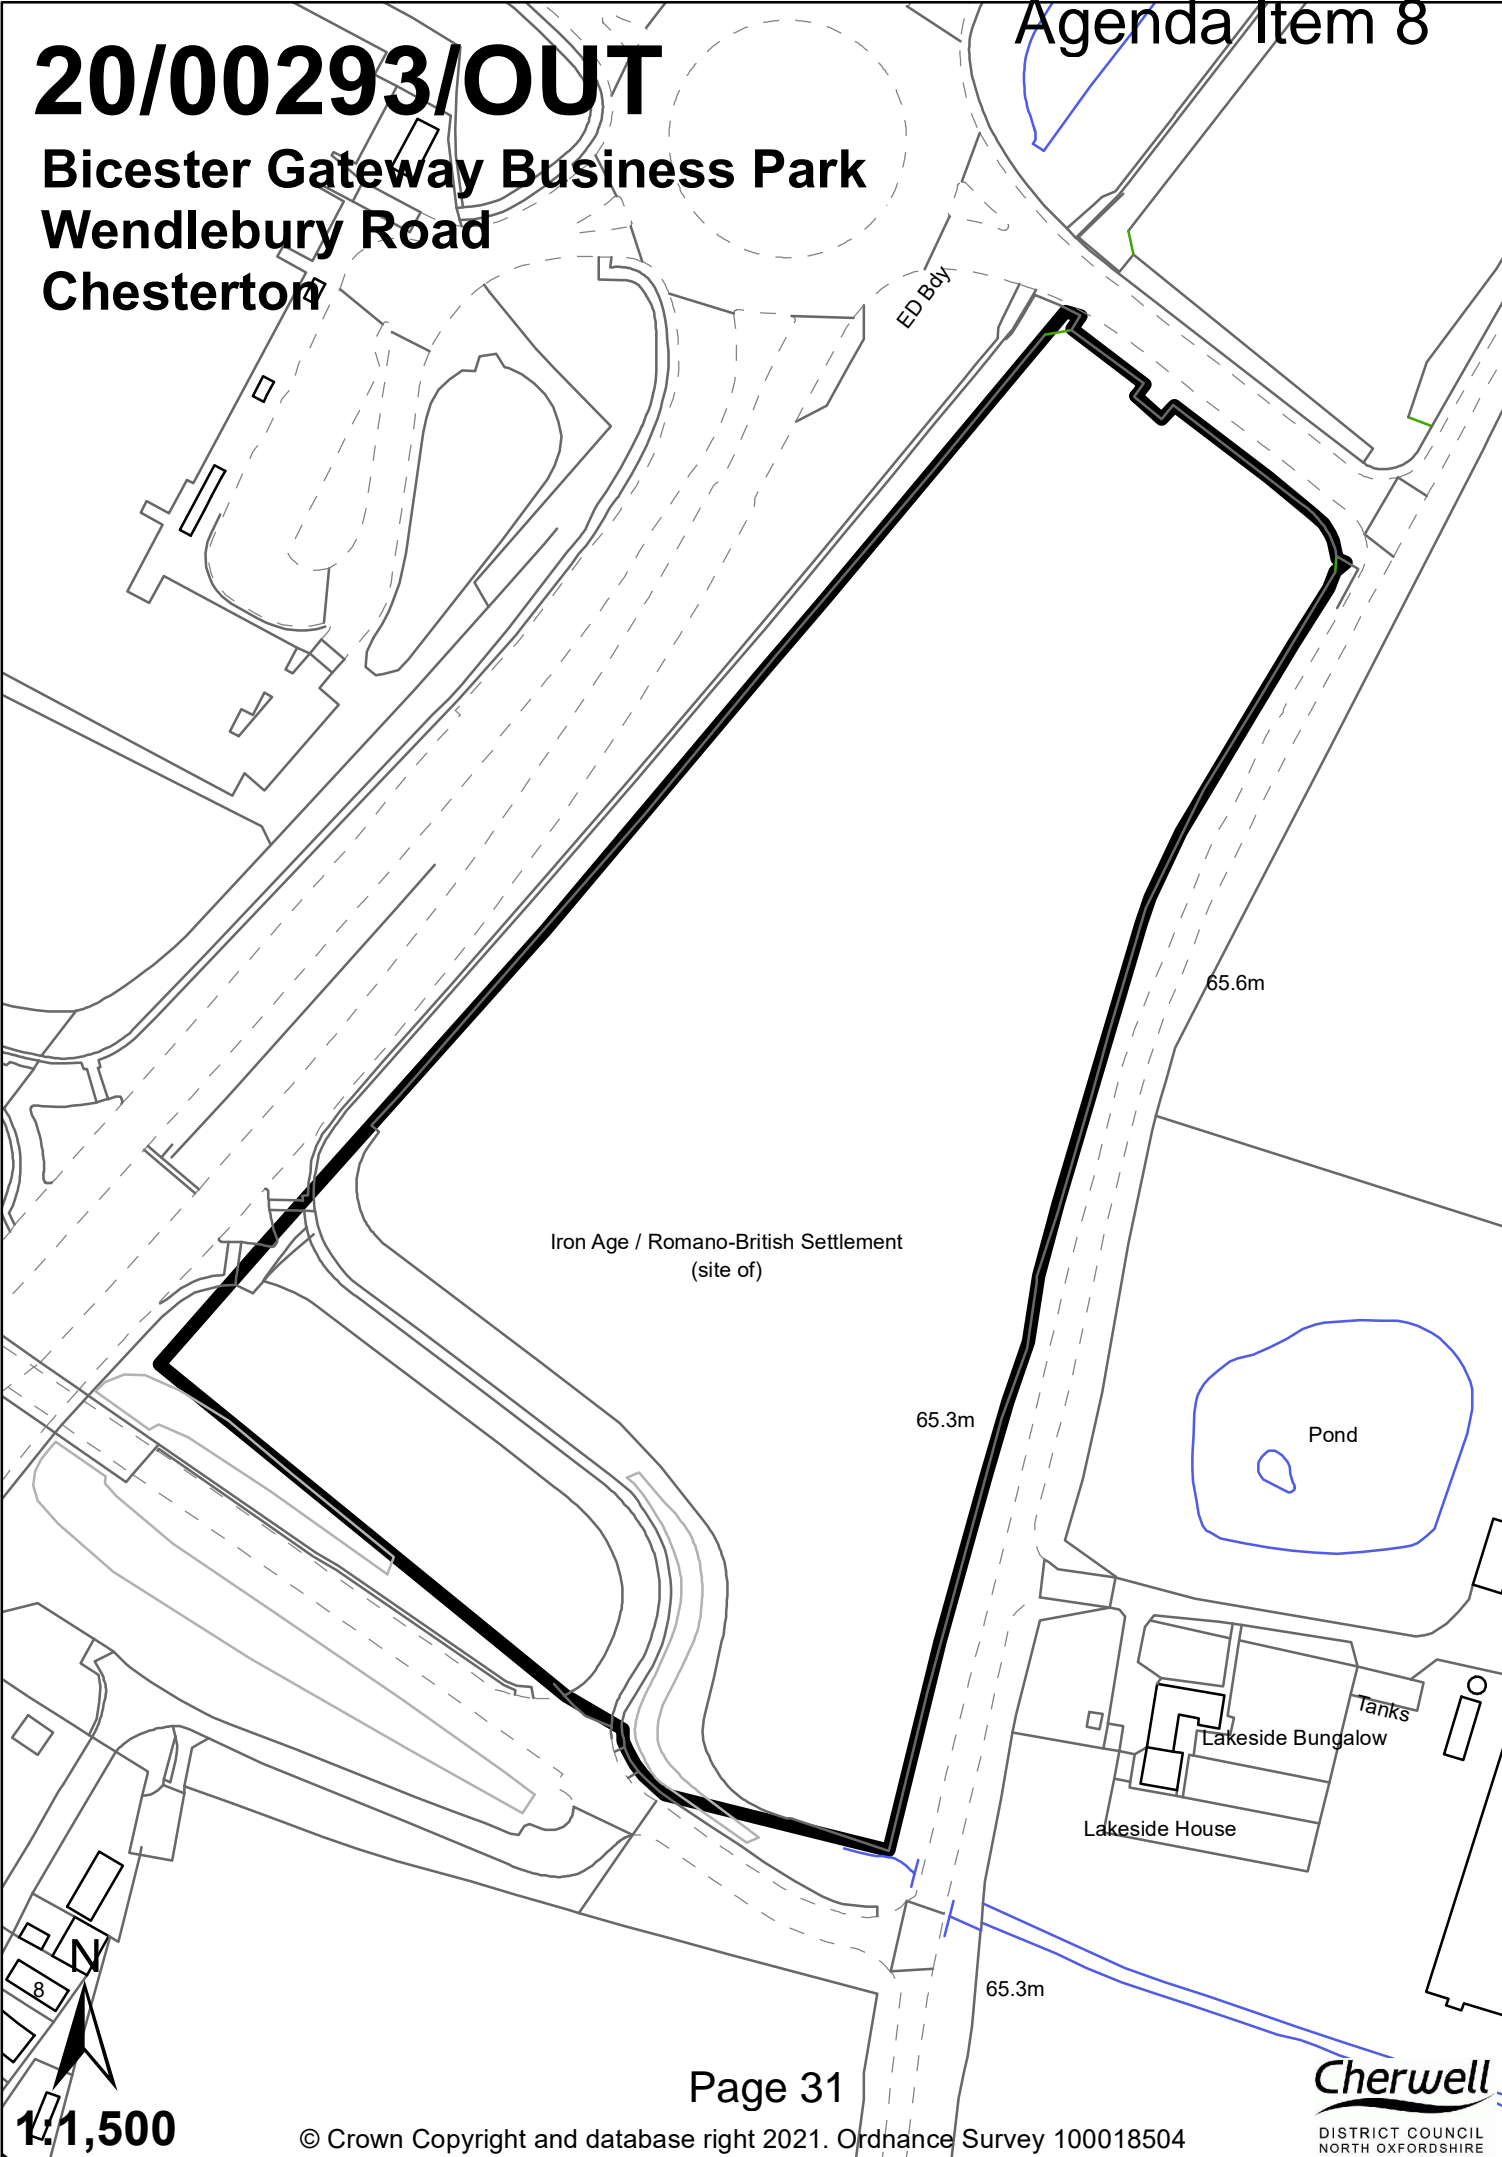 Agenda Item 8
20/00293/OUT
Bicester Gateway Business Park
Wendlebury Road
Chesterton
ED Bdy
65.6m
Iron Age / Romano-British Settlement
(site of)
65.3m
Pond
Tanks
Lakeside Bungalow
Lakeside House
N
8
65.3m
Page 31
1:1,500
© Crown Copyright and database right 2021. Ordnance Survey 100018504
Cherwell
DISTRICT COUNCIL
NORTH OXFORDSHIRE